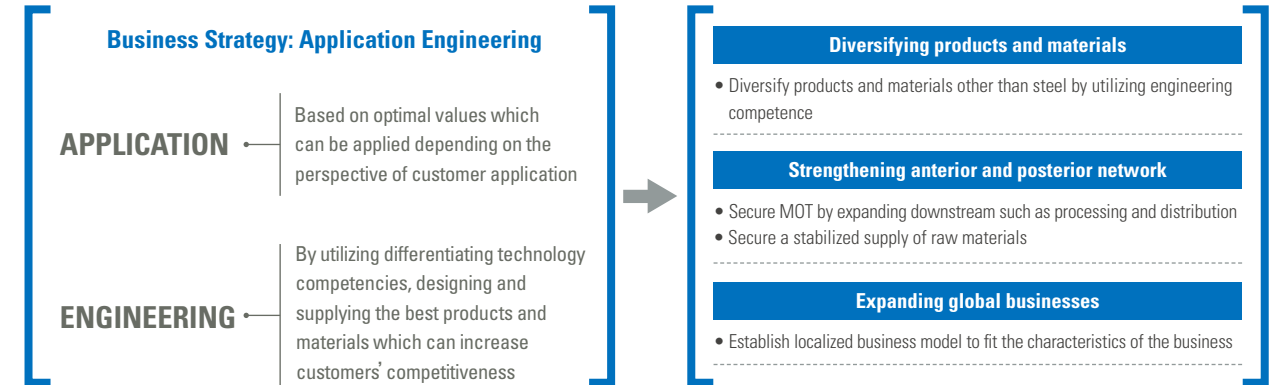 Business Strategy: Application Engineering
APPLICATION
Based on optimal values which
can be applied depending on the
perspective of customer application
ENGINEERING
By utilizing differentiating technology
competencies, designing and
supplying the best products and
materials which can increase
customers’ competitiveness
Diversifying products and materials
• Diversify products and materials other than steel by utilizing engineering
competence
Strengthening anterior and posterior network
• Secure MOT by expanding downstream such as processing and distribution
• Secure a stabilized supply of raw materials
Expanding global businesses
• Establish localized business model to fit the characteristics of the business